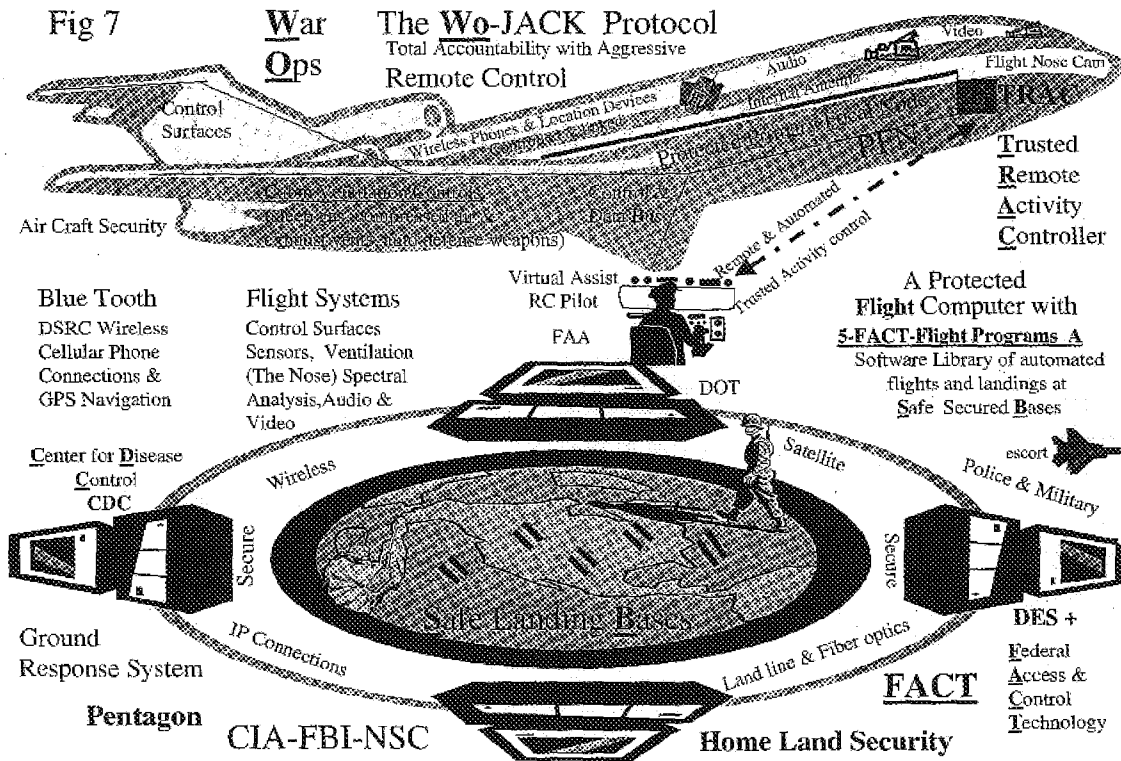 Fig 7
War
Ops
The Wo-JACK Protocol
Total Accountability with Aggressive
Remote Control
Video
Audio
Flight Nose Cam
Control
Surfaces
Wireless Phones & Location Devices
Internal Antenna
Protected
PFN
TRAC
Trusted
Remote
Activity
Controller
Air Craft Security
Data Bus
defense weapons)
Remote & Automated
Trusted Activity control
Virtual Assist
RC Pilot
FAA
DOT
Blue Tooth
DSRC Wireless
Cellular Phone
Connections &
GPS Navigation
Flight Systems
Control Surfaces
Sensors, Ventilation
(The Nose) Spectral
Analysis,Audio &
Video
A Protected
Flight Computer with
5-FACT-Flight Programs A
Software Library of automated
flights and landings at
Safe Secured Bases
escort
Police & Military
Center for Disease
Control
CDC
Wireless
Satellite
Secure
Secure
Safe Landing Bases
IP Connections
Land line & Fiber optics
Ground
Response System
Pentagon
CIA-FBI-NSC
Home Land Security
DES +
FACT
Federal
Access &
Control
Technology